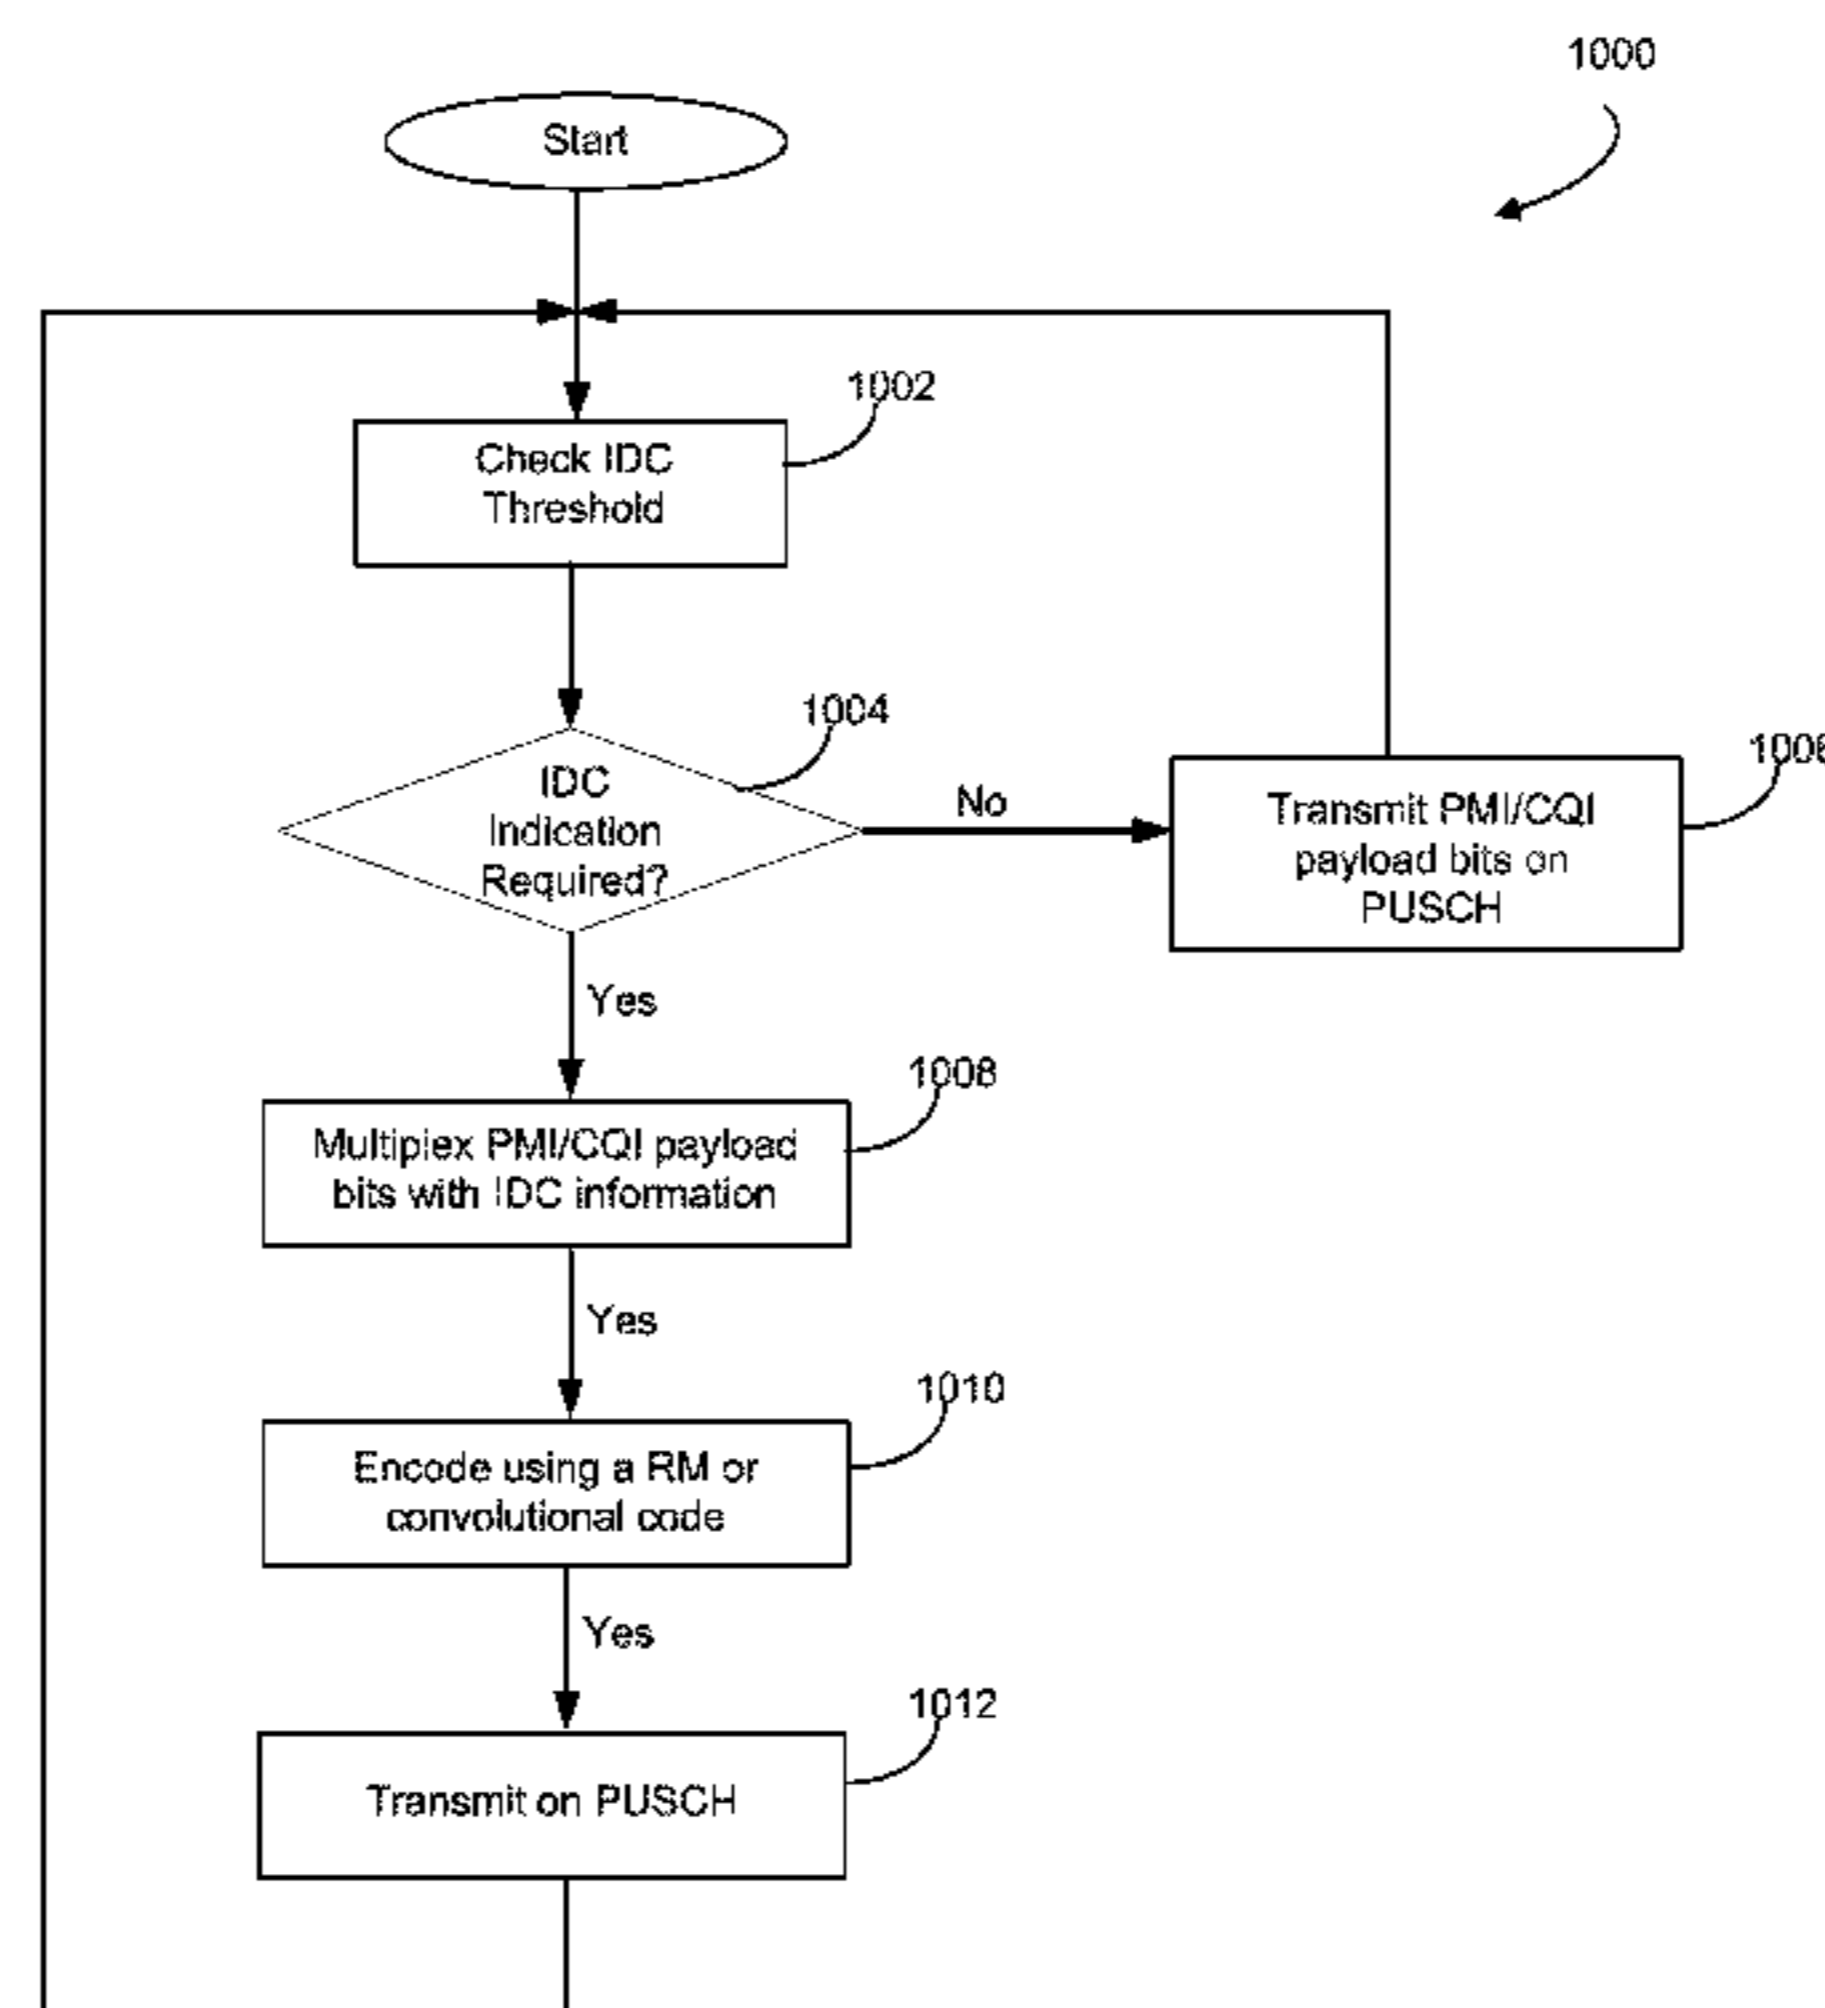 1000
Start
1002
Check IDC
Threshold
1004
IDC
Indication
Required?
No
1006
Transmit PMI/CQI
payload bits on
PUSCH
Yes
1008
Multiplex PMI/CQI payload
bits with IDC information
Yes
1010
Encode using a RM or
convolutional code
Yes
1012
Transmit on PUSCH